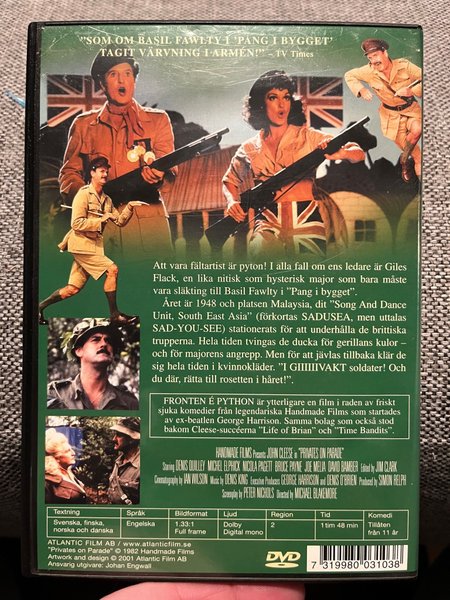 "SOM OM BASIL FAWLTY I 'PANG I BYGGET'
TAGIT VÄRVNING I ARMÉN!" – TV Times
Att vara fältartist är pyton! I alla fall om ens ledare är Giles
Flack, en lika nitisk som hysterisk major som bara måste
vara släkting till Basil Fawlty i "Pang i bygget".
Året är 1948 och platsen Malaysia, dit "Song And Dance
Unit, South East Asia" (förkortas SADUSEA, men uttalas
SAD-YOU-SEE) stationerats för att underhålla de brittiska
trupperna. Hela tiden tvingas de ducka för gerillans kulor –
och för majorens angrepp. Men för att jävlas tillbaka klär de
sig hela tiden i kvinnokläder. "I GIIIIIIVAKT soldater! Och
du där, rätta till rosetten i håret!".
FRONTEN É PYTHON är ytterligare en film i raden av friskt
sjuka komedier från legendariska Handmade Films som startades
av ex-beatlen George Harrison. Samma bolag som också stod
bakom Cleese-succéerna "Life of Brian" och "Time Bandits".
HANDMADE FILMS Presents JOHN CLEESE in "PRIVATES ON PARADE"
Starring DENIS QUILLEY MICHEL ELPHICK NICOLA PAGETT BRUCE PAYNE JOE MELIA DAVID BAMBER Edited by JIM CLARK
Cinematography by IAN WILSON Music by DENIS KING Executive Producers GEORGE HARRISON and DENIS O'BRIEN Produced by SIMON RELPH
Screenplay by PETER NICHOLS Directed by MICHAEL BLAKEMORE
Textning Språk Bildformat Ljud Region Tid Komedi
Svenska, finska, Engelska 1.33:1 Dolby 2 1 tim 48 min Tillåten
norska och danska Full frame Digital mono från 11 år
ATLANTIC FILM AB / www.atlanticfilm.se
"Privates on Parade" © 1982 Handmade Films
Artwork and design © 2001 Atlantic Film AB
Ansvarig utgivare: Johan Engwall
DVD
VIDEO
7 319980 031038